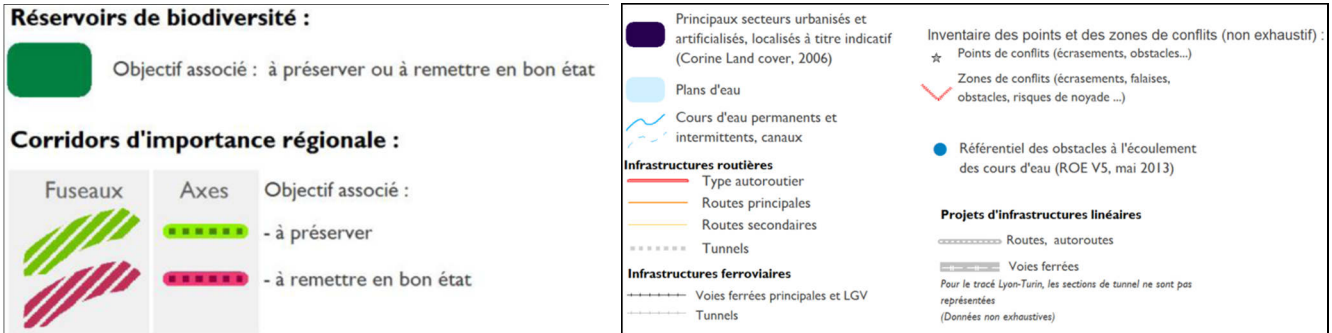 Réservoirs de biodiversité :
Objectif associé : à préserver ou à remettre en bon état
Corridors d'importance régionale :
Fuseaux
Axes
Objectif associé :
- à préserver
- à remettre en bon état
Principaux secteurs urbanisés et
artificialisés, localisés à titre indicatif
(Corine Land cover, 2006)
Plans d'eau
Cours d'eau permanents et
intermittents, canaux
Infrastructures routières
Type autoroutier
Routes principales
Routes secondaires
Tunnels
Infrastructures ferroviaires
Voies ferrées principales et LGV
Tunnels
Inventaire des points et des zones de conflits (non exhaustif) :
Points de conflits (écrasements, obstacles...)
Zones de conflits (écrasements, falaises,
obstacles, risques de noyade ...)
Référentiel des obstacles à l'écoulement
des cours d'eau (ROE V5, mai 2013)
Projets d'infrastructures linéaires
Routes, autoroutes
Voies ferrées
Pour le tracé Lyon-Turin, les sections de tunnel ne sont pas
représentées
(Données non exhaustives)